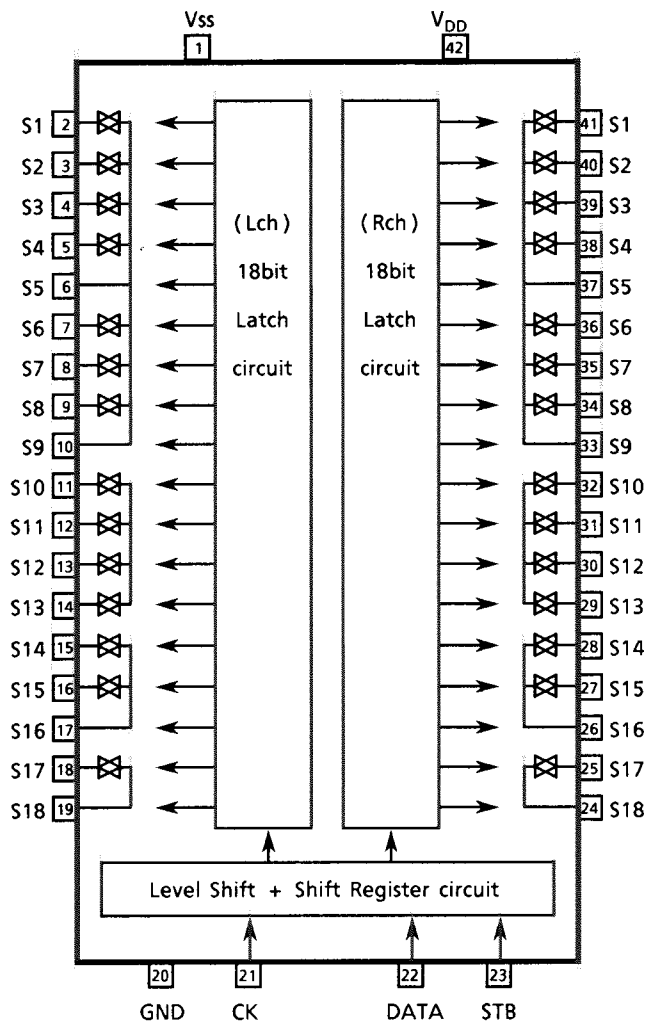 Vss VDD
1 42
S1 2 41 S1
S2 3 40 S2
S3 4 39 S3
S4 5 38 S4
S5 6 37 S5
S6 7 36 S6
S7 8 35 S7
S8 9 34 S8
S9 10 33 S9
S10 11 32 S10
S11 12 31 S11
S12 13 30 S12
S13 14 29 S13
S14 15 28 S14
S15 16 27 S15
S16 17 26 S16
S17 18 25 S17
S18 19 24 S18
(Lch)
18bit
Latch
circuit
(Rch)
18bit
Latch
circuit
Level Shift + Shift Register circuit
20 21 22 23
GND CK DATA STB